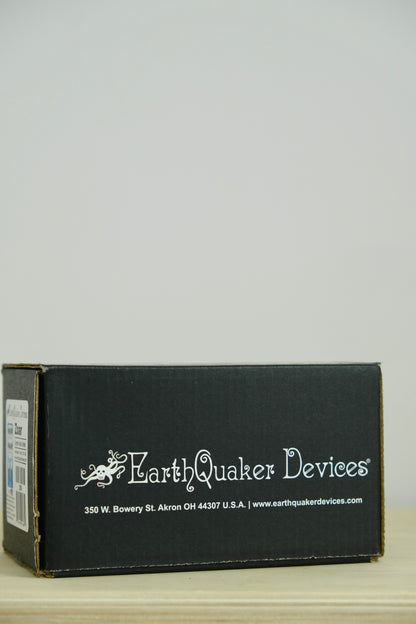 EarthQuaker Devices®
350 W. Bowery St. Akron OH 44307 U.S.A. | www.earthquakerdevices.com